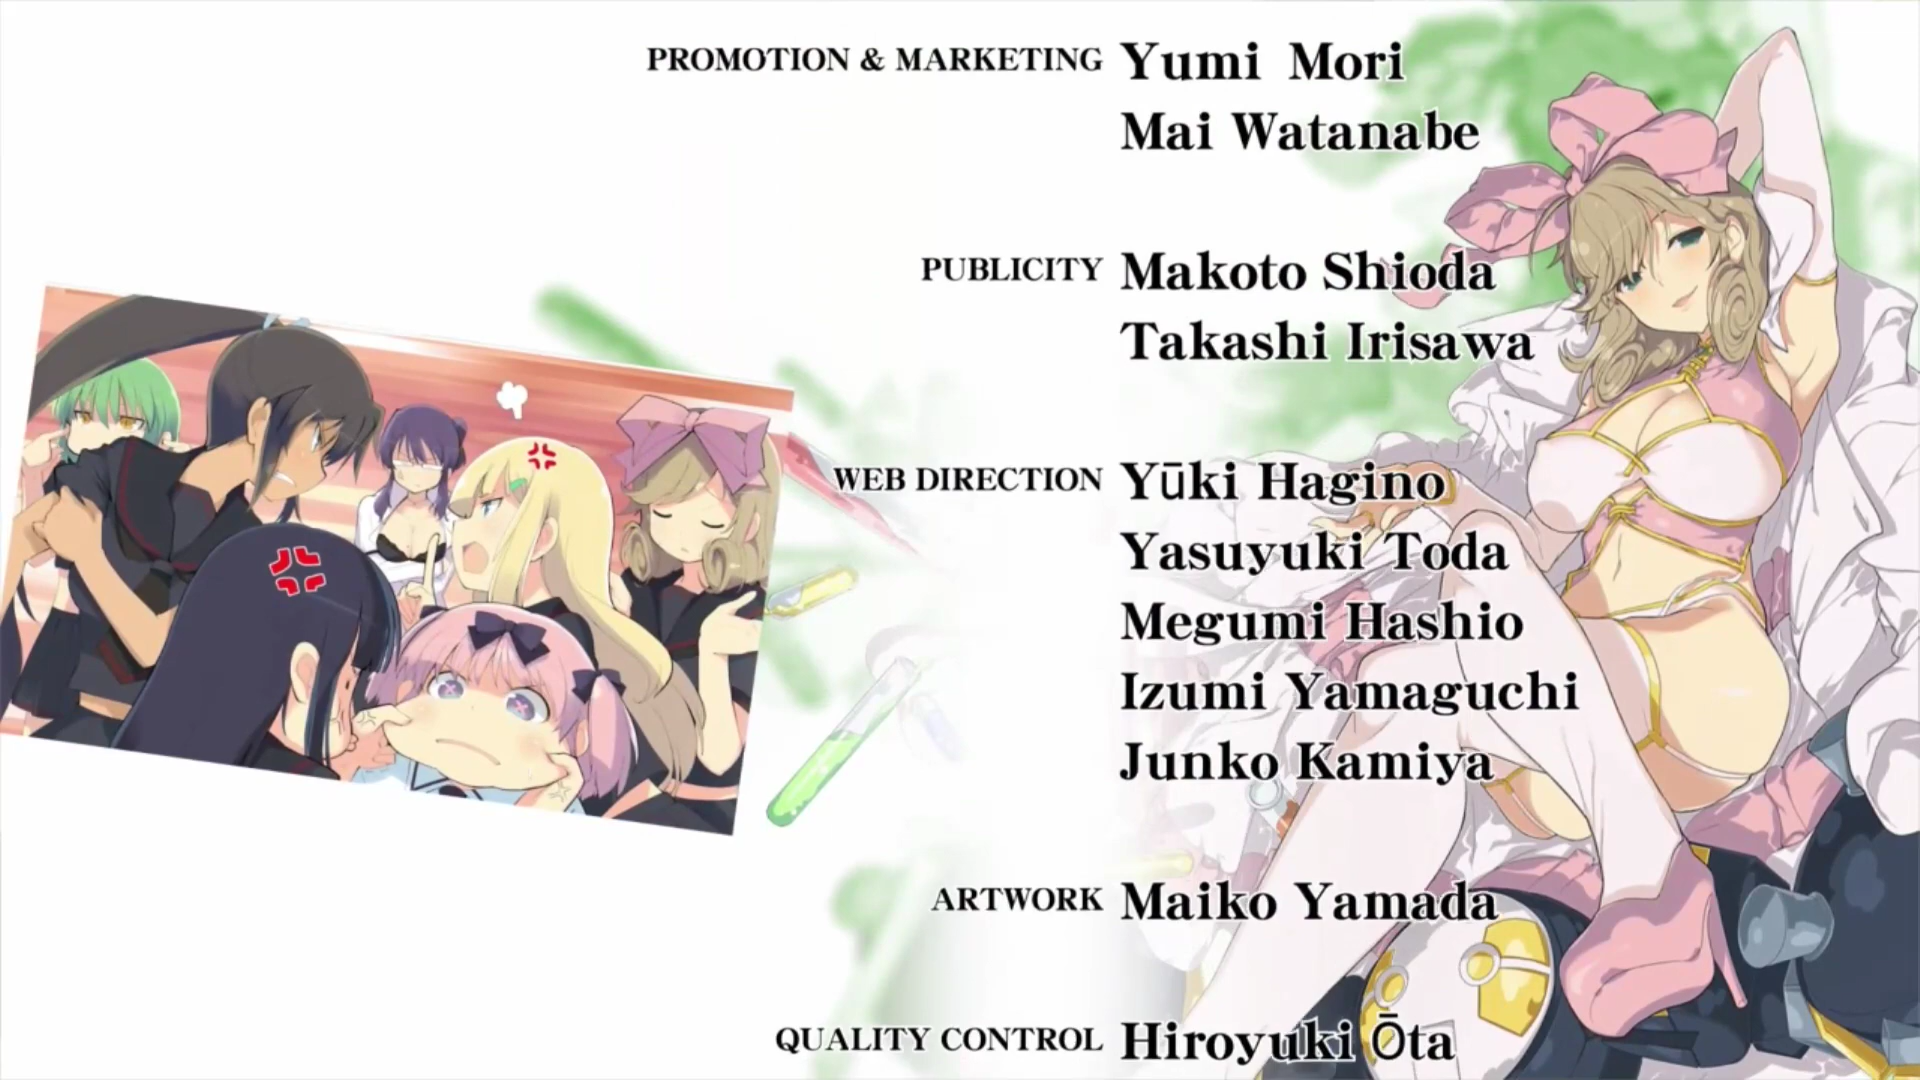 PROMOTION & MARKETING Yumi Mori
Mai Watanabe
PUBLICITY Makoto Shioda
Takashi Irisawa
WEB DIRECTION Yūki Hagino
Yasuyuki Toda
Megumi Hashio
Izumi Yamaguchi
Junko Kamiya
ARTWORK Maiko Yamada
QUALITY CONTROL Hiroyuki Ōta